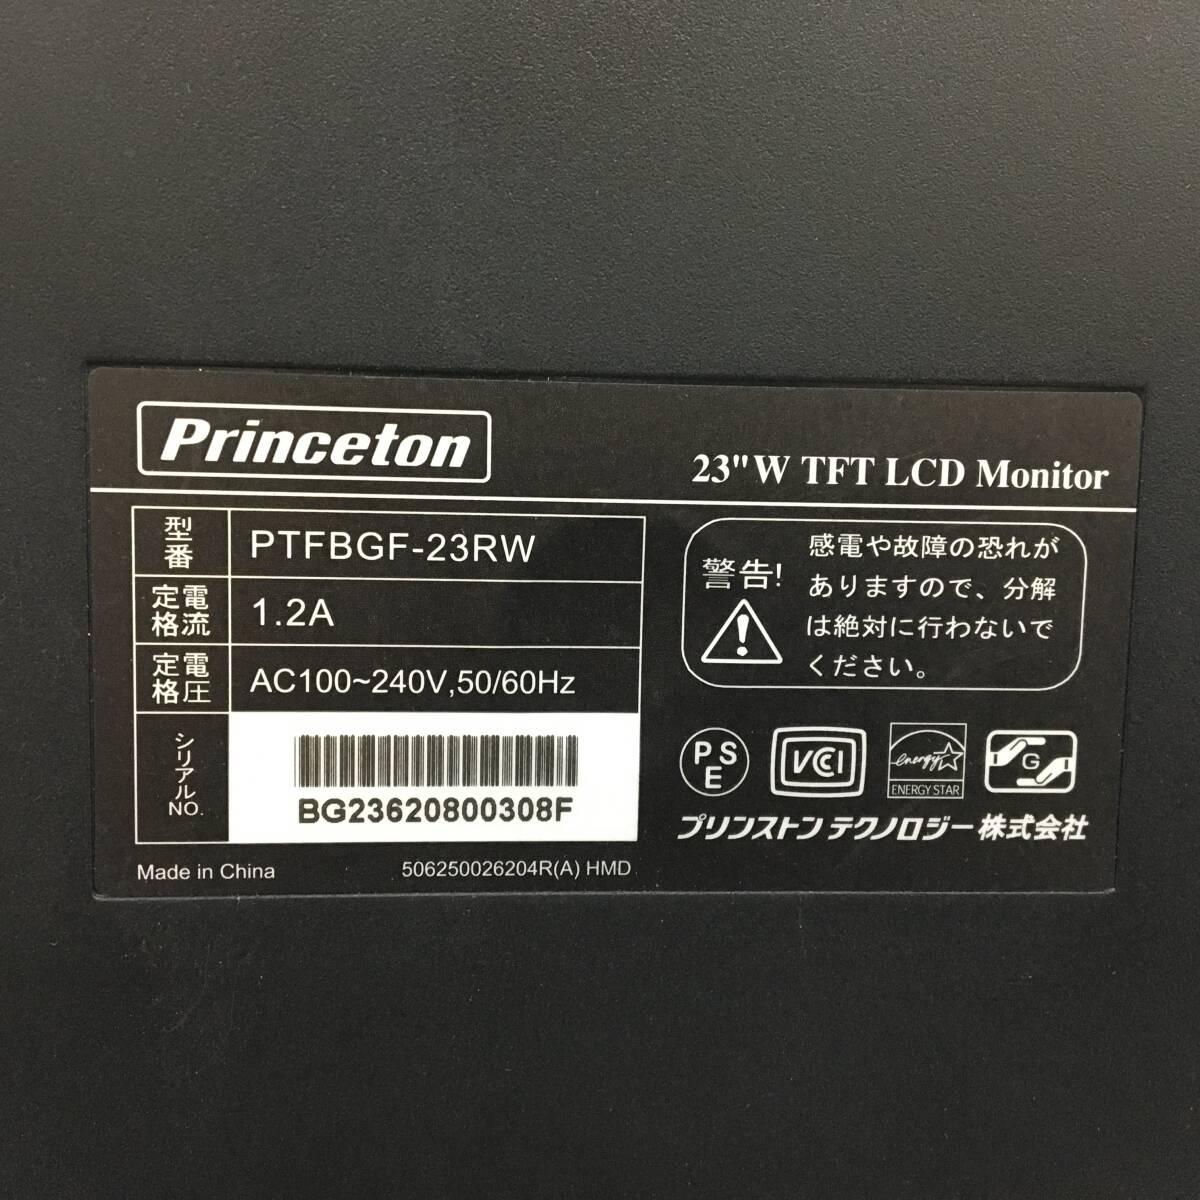 Princeton
23"W TFT LCD Monitor
型番 PTFBGF-23RW
定格電流 1.2A
定格電圧 AC100~240V,50/60Hz
シリアルNO.
BG23620800308F
Made in China
506250026204R(A) HMD
警告!
感電や故障の恐れが
ありますので、分解
は絶対に行わないで
ください。
PSE
VCCI
energy
ENERGY STAR
G
プリンストン テクノロジー 株式会社